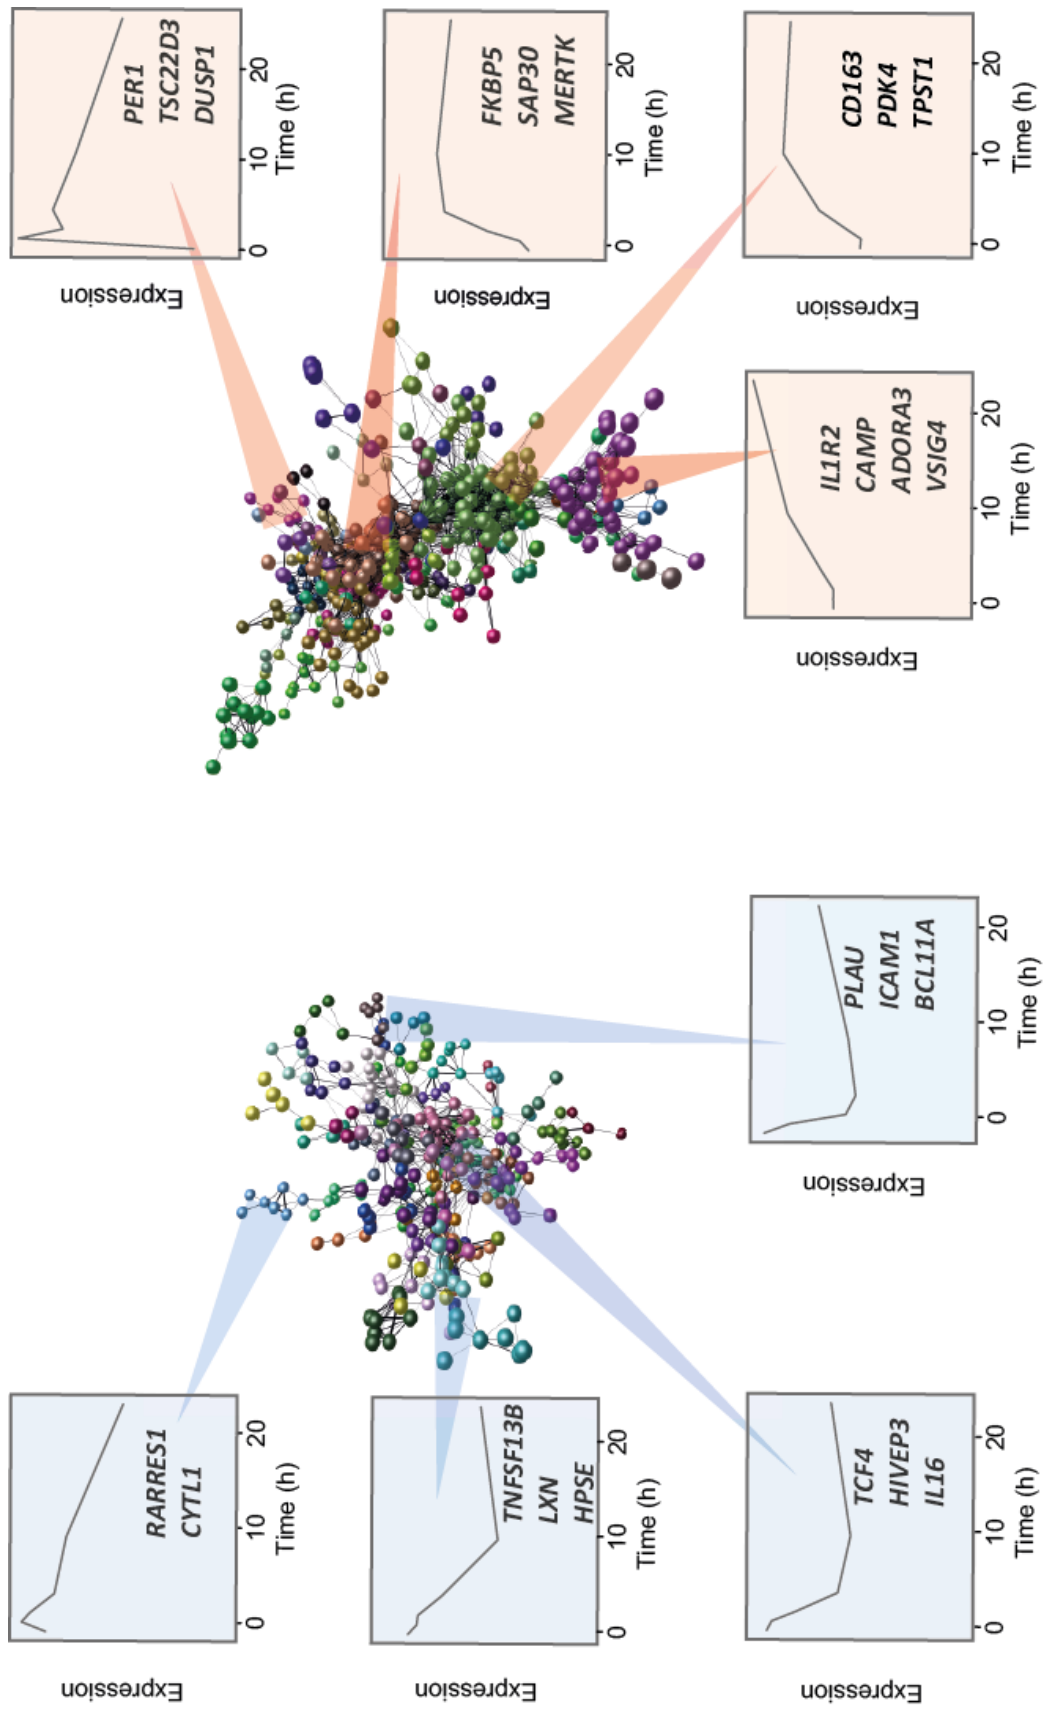 Expression
PER1
TSC22D3
DUSP1
0
10
20
Time (h)
Expression
FKBP5
SAP30
MERTK
0
10
20
Time (h)
Expression
CD163
PDK4
TPST1
0
10
20
Time (h)
Expression
IL1R2
CAMP
ADORA3
VSIG4
0
10
20
Time (h)
Expression
RARRES1
CYTL1
0
10
20
Time (h)
Expression
TNFSF13B
LXN
HPSE
0
10
20
Time (h)
Expression
TCF4
HIVEP3
IL16
0
10
20
Time (h)
Expression
PLAU
ICAM1
BCL11A
0
10
20
Time (h)